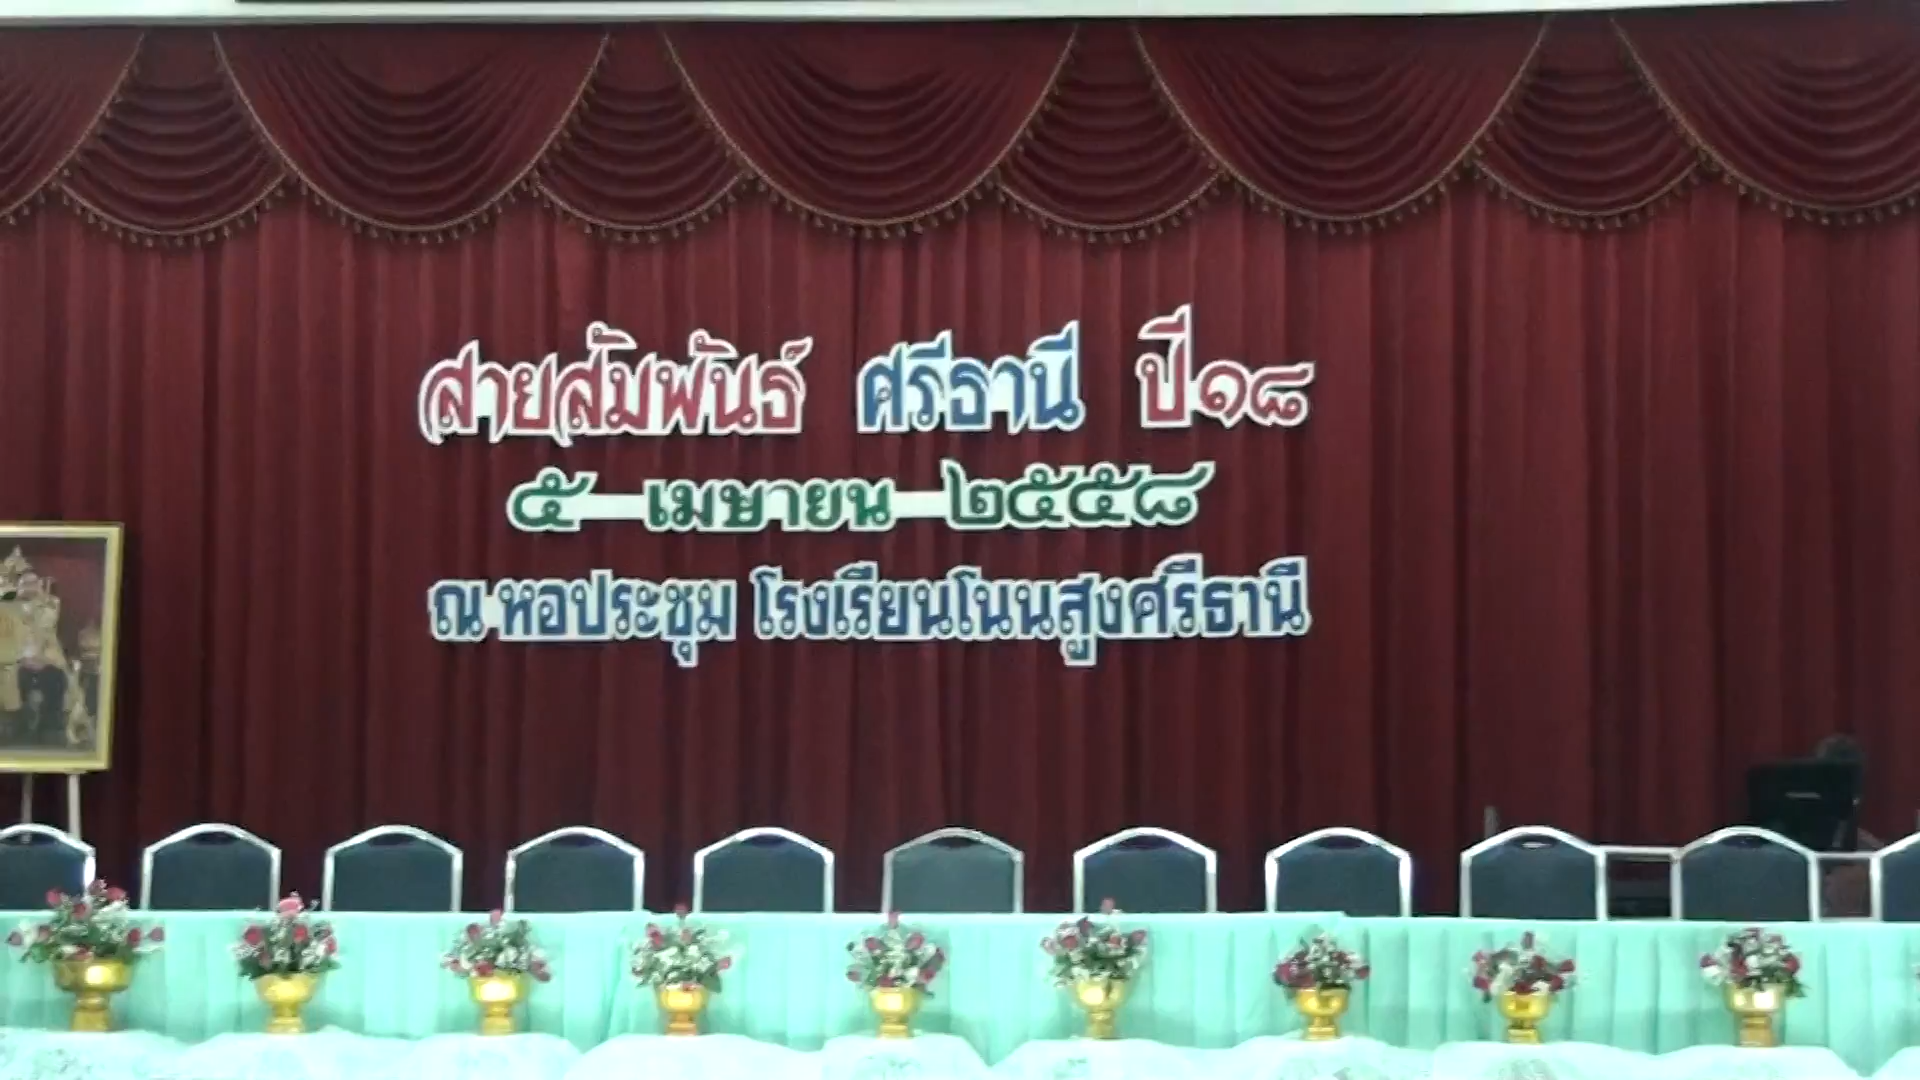 สายสัมพันธ์ ศรีธานี ปี๑๘
๕ เมษายน ๒๕๕๘
ณ หอประชุม โรงเรียนโนนสูงศรีธานี